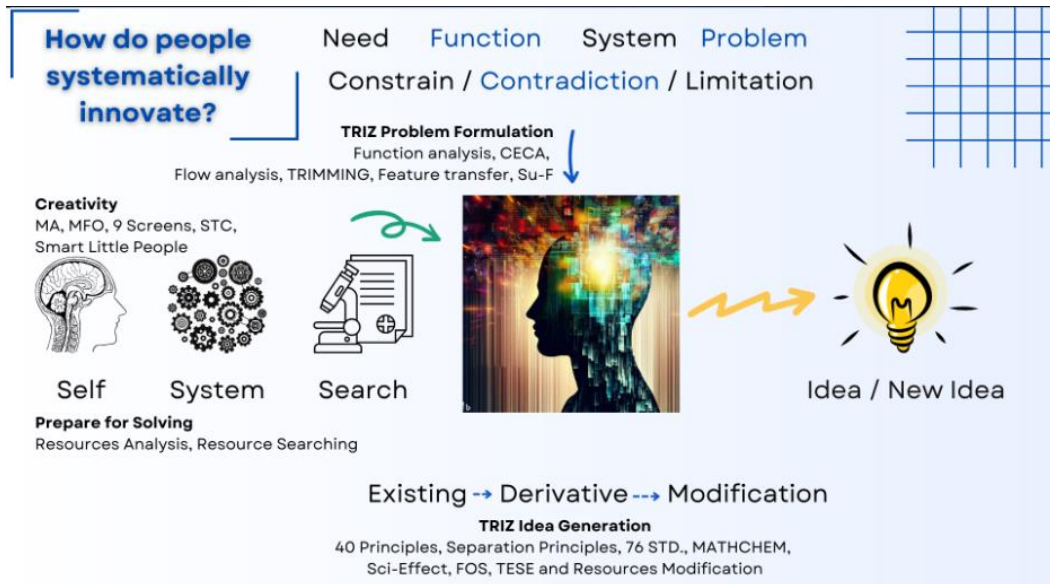 How do people
systematically
innovate?
Need Function System Problem
Constrain / Contradiction / Limitation
TRIZ Problem Formulation
Function analysis, CECA,
Flow analysis, TRIMMING, Feature transfer, Su-F
Creativity
MA, MFO, 9 Screens, STC,
Smart Little People
Self System Search
Idea / New Idea
Prepare for Solving
Resources Analysis, Resource Searching
Existing --> Derivative ---> Modification
TRIZ Idea Generation
40 Principles, Separation Principles, 76 STD., MATHCHEM,
Sci-Effect, FOS, TESE and Resources Modification